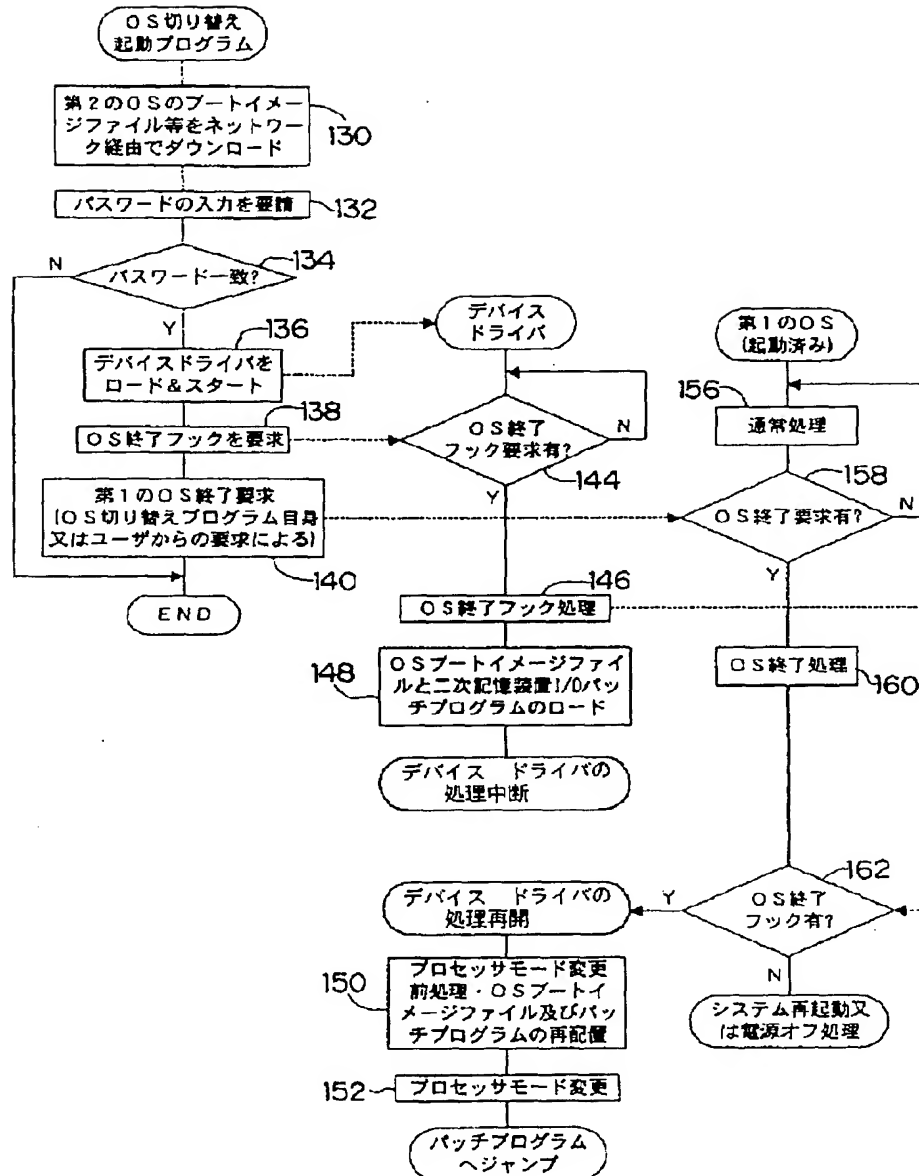 OS切り替え
起動プログラム
第2のOSのブートイメー
ジファイル等をネットワー
ク経由でダウンロード
130
パスワードの入力を要請
132
パスワード一致?
134
N
Y
136
デバイスドライバを
ロード&スタート
138
OS終了フックを要求
第1のOS終了要求
(OS切り替えプログラム自身
又はユーザからの要求による)
140
END
デバイス
ドライバ
OS終了
フック要求有?
N
144
Y
146
OS終了フック処理
148
OSブートイメージファイ
ルと二次記憶装置I/Oパッ
チプログラムのロード
デバイス ドライバの
処理中断
第1のOS
(起動済み)
156
通常処理
158
OS終了要求有?
N
Y
OS終了処理
160
162
OS終了
フック有?
Y
N
システム再起動又
は電源オフ処理
デバイス ドライバの
処理再開
150
プロセッサモード変更
前処理・OSブートイ
メージファイル及びパッ
チプログラムの再配置
152
プロセッサモード変更
パッチプログラム
へジャンプ